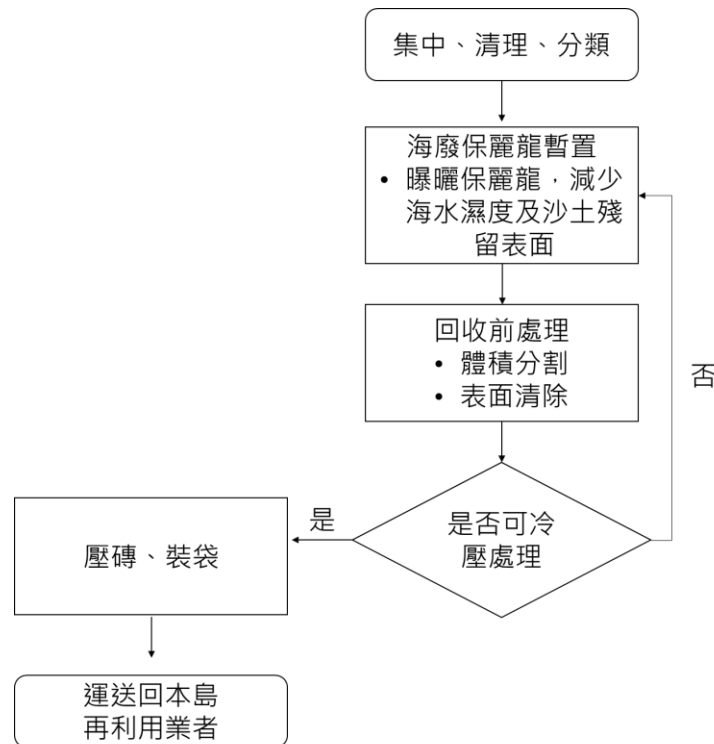 集中、清理、分類
海廢保麗龍暫置
• 曝曬保麗龍，減少
海水濕度及沙土殘
留表面
回收前處理
• 體積分割
• 表面清除
否
是否可冷
壓處理
是
壓磚、裝袋
運送回本島
再利用業者